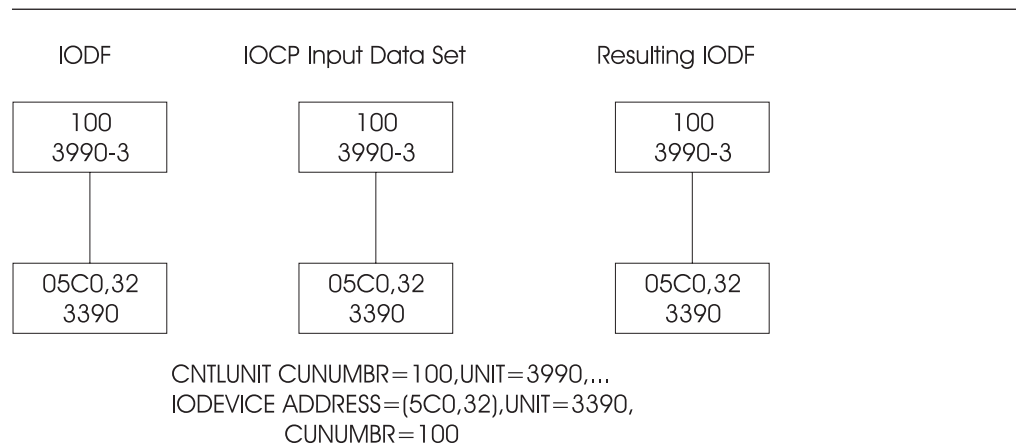 IODF
IOCP Input Data Set
Resulting IODF
100
3990-3
100
3990-3
100
3990-3
05C0,32
3390
05C0,32
3390
05C0,32
3390
CNTLUNIT CUNUMBR=100,UNIT=3990,...
IODEVICE ADDRESS=(5C0,32),UNIT=3390,
CUNUMBR=100